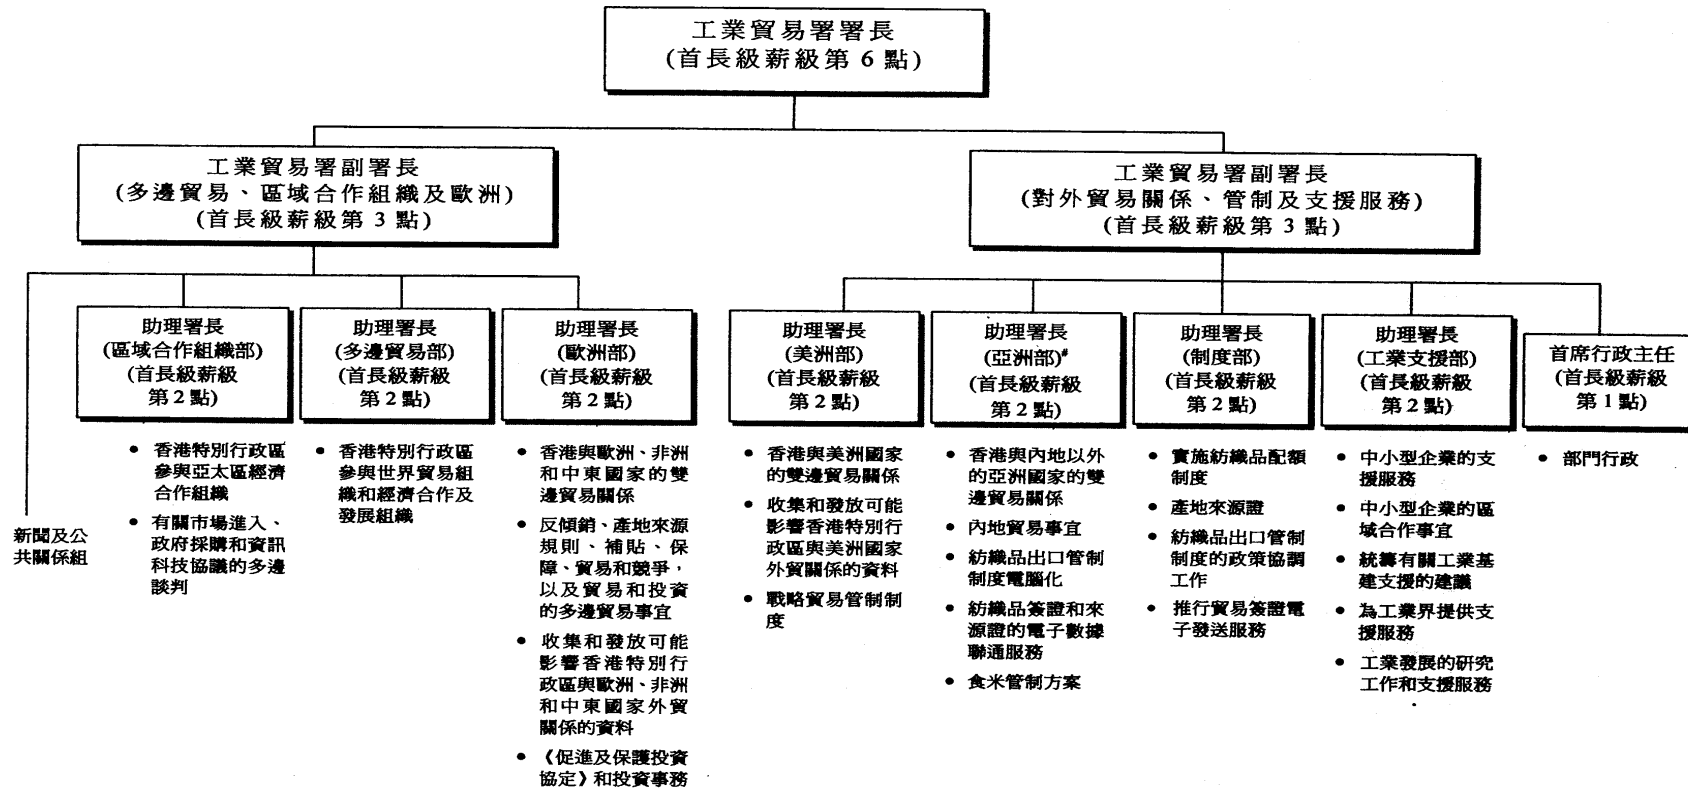 工業貿易署署長
(首長級薪級第 6 點)
工業貿易署副署長
(多邊貿易、區域合作組織及歐洲)
(首長級薪級第 3 點)
工業貿易署副署長
(對外貿易關係、管制及支援服務)
(首長級薪級第 3 點)
新聞及公
共關係組
助理署長
(區域合作組織部)
(首長級薪級
第 2 點)
• 香港特別行政區
參與亞太區經濟
合作組織
• 有關市場進入、
政府採購和資訊
科技協議的多邊
談判
助理署長
(多邊貿易部)
(首長級薪級
第 2 點)
• 香港特別行政區
參與世界貿易組
織和經濟合作及
發展組織
助理署長
(歐洲部)
(首長級薪級
第 2 點)
• 香港與歐洲、非洲
和中東國家的雙
邊貿易關係
• 反傾銷、產地來源
規則、補貼、保
障、貿易和競爭，
以及貿易和投資
的多邊貿易事宜
• 收集和發放可能
影響香港特別行
政區與歐洲、非洲
和中東國家外貿
關係的資料
• 《促進及保護投資
協定》和投資事務
助理署長
(美洲部)
(首長級薪級
第 2 點)
• 香港與美洲國家
的雙邊貿易關係
• 收集和發放可能
影響香港特別行
政區與美洲國家
外貿關係的資料
• 戰略貿易管制制
度
助理署長
(亞洲部)#
(首長級薪級
第 2 點)
• 香港與內地以外
的亞洲國家的雙
邊貿易關係
• 內地貿易事宜
• 紡織品出口管制
制度電腦化
• 紡織品簽證和來
源證的電子數據
聯通服務
• 食米管制方案
助理署長
(制度部)
(首長級薪級
第 2 點)
• 實施紡織品配額
制度
• 產地來源證
• 紡織品出口管制
制度的政策協調
工作
• 推行貿易簽證電
子發送服務
助理署長
(工業支援部)
(首長級薪級
第 2 點)
• 中小型企業的支
援服務
• 中小型企業的區
域合作事宜
• 統籌有關工業基
建支援的建議
• 為工業界提供支
援服務
• 工業發展的研究
工作和支援服務
首席行政主任
(首長級薪級
第 1 點)
• 部門行政